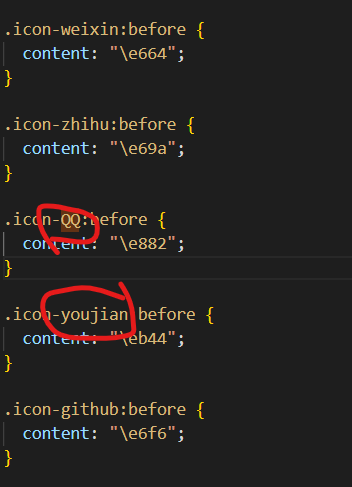 .icon-weixin:before {
content: "\e664";
}
.icon-zhihu:before {
content: "\e69a";
}
.icon-QQ:before {
content: "\e882";
}
.icon-youjian:before {
content: "\eb44";
}
.icon-github:before {
content: "\e6f6";
}